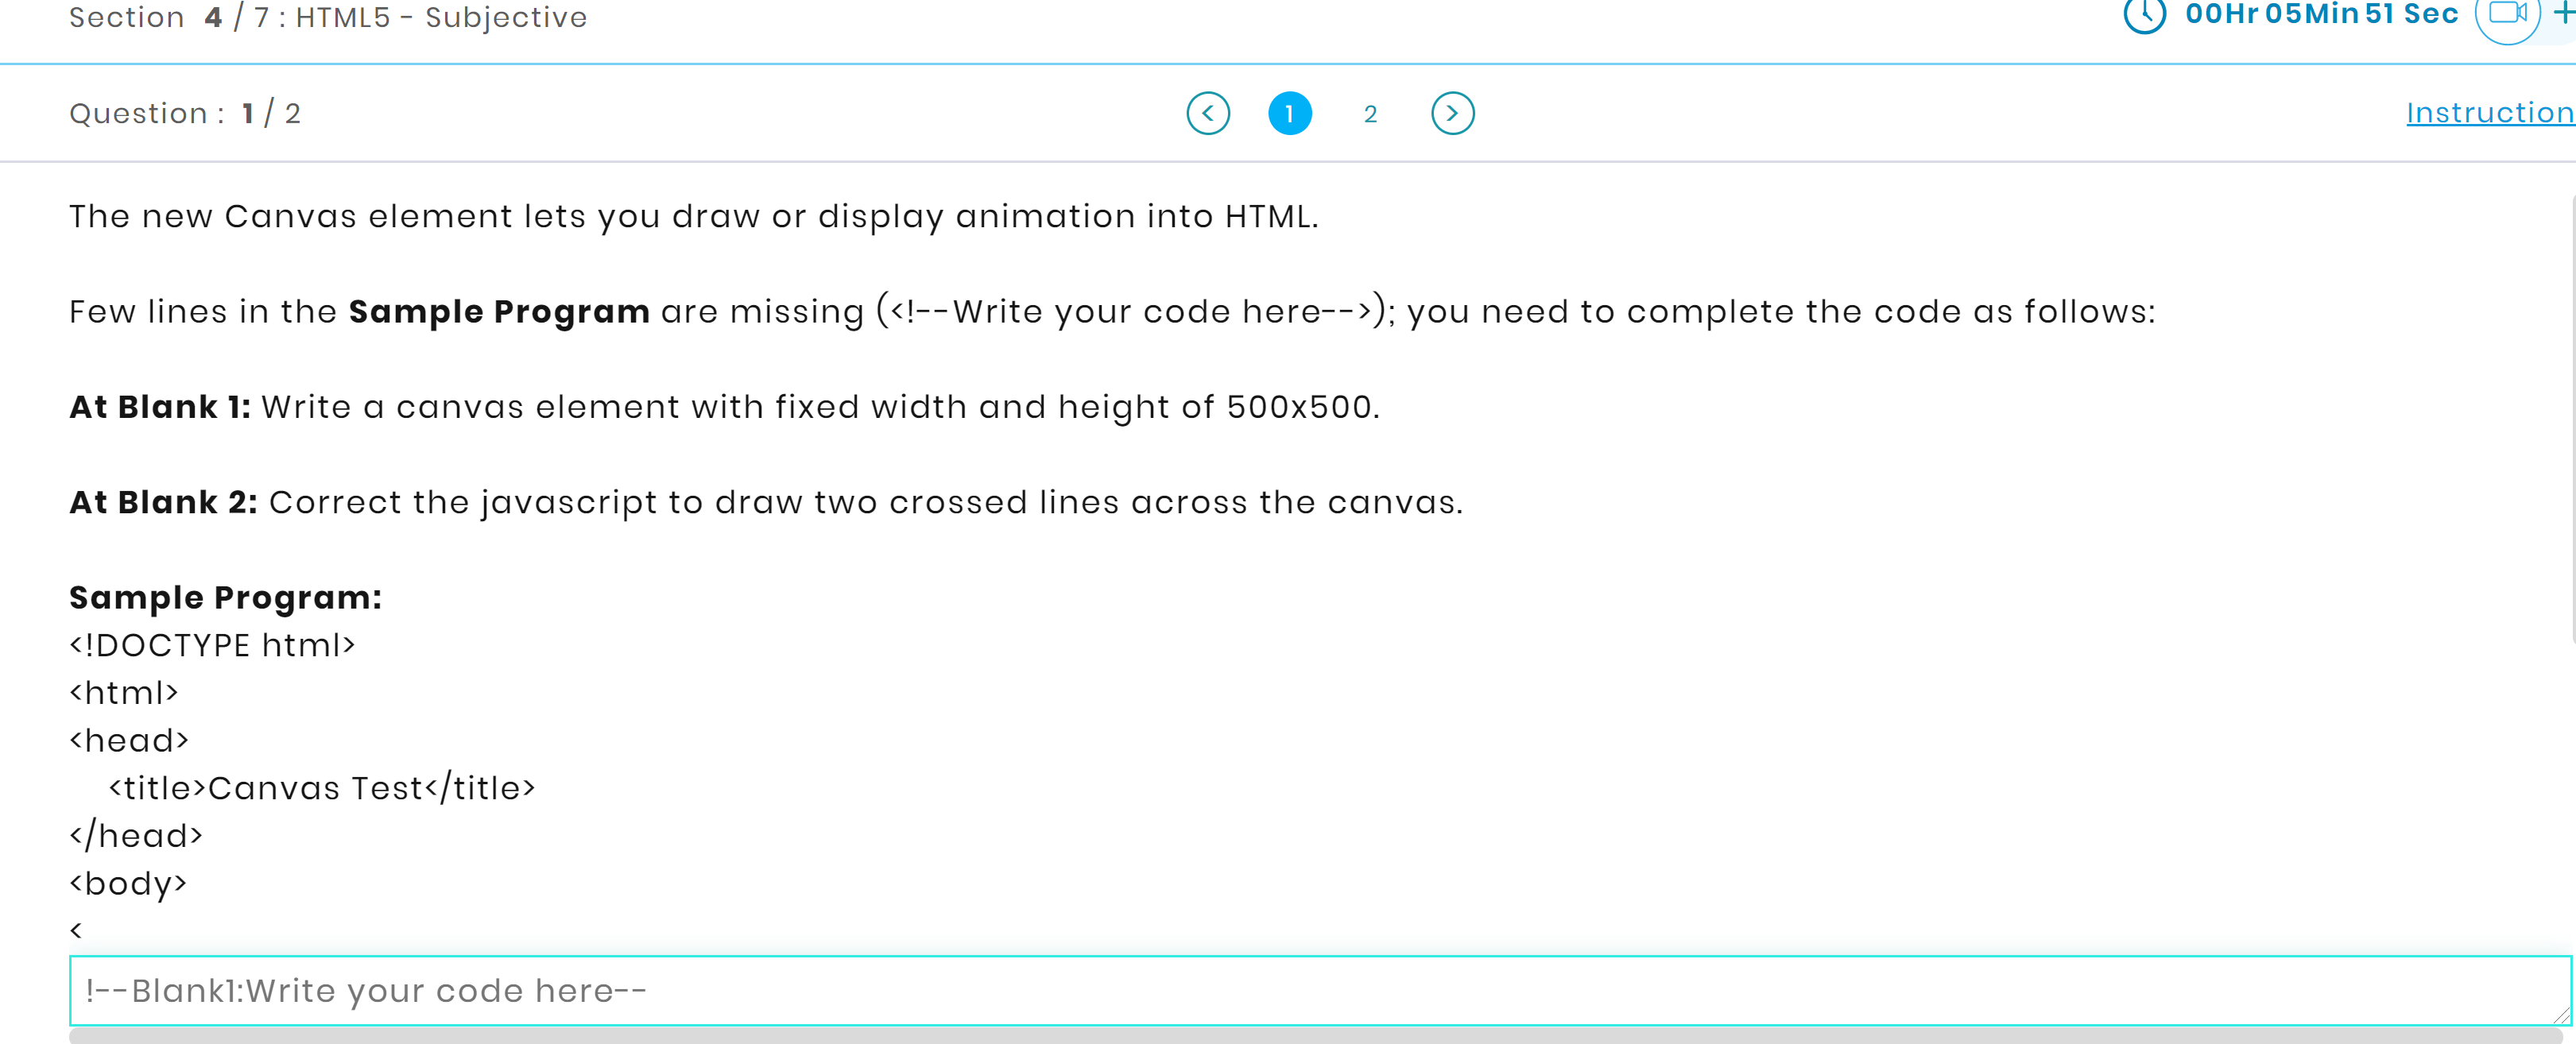 Section 4 / 7 : HTML5 - Subjective
00Hr 05Min 51 Sec
Question : 1 / 2
< 1 2 >
Instruction
The new Canvas element lets you draw or display animation into HTML.
Few lines in the Sample Program are missing (<!--Write your code here-->); you need to complete the code as follows:
At Blank 1: Write a canvas element with fixed width and height of 500x500.
At Blank 2: Correct the javascript to draw two crossed lines across the canvas.
Sample Program:
<!DOCTYPE html>
<html>
<head>
<title>Canvas Test</title>
</head>
<body>
<
!--Blank1:Write your code here--